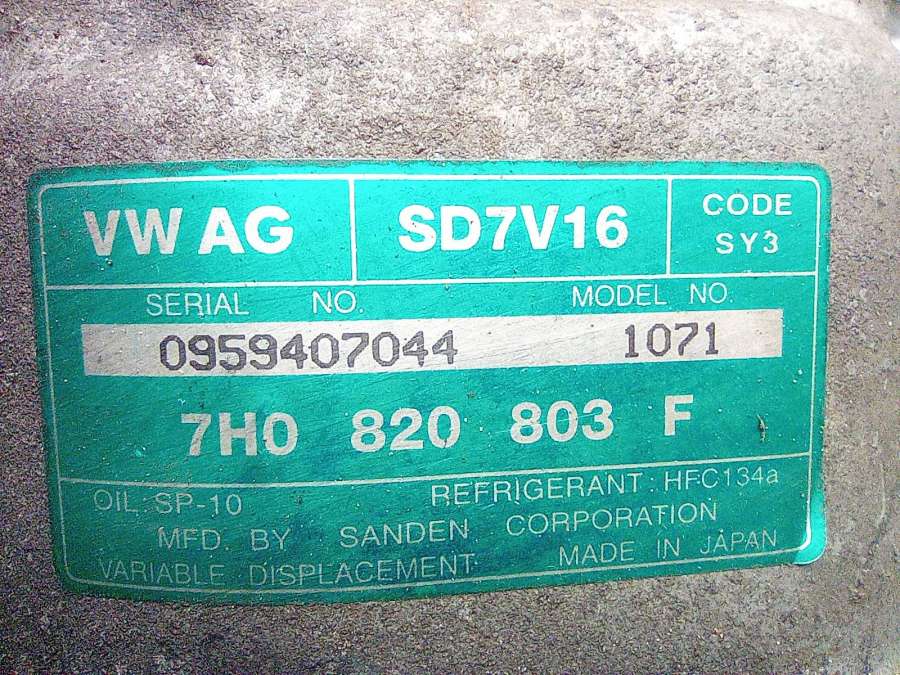 VW AG SD7V16 CODE
SY3
SERIAL NO. MODEL NO.
0959407044 1071
7H0 820 803 F
OIL: SP-10 REFRIGERANT: HFC134a
MFD. BY SANDEN CORPORATION
VARIABLE DISPLACEMENT MADE IN JAPAN